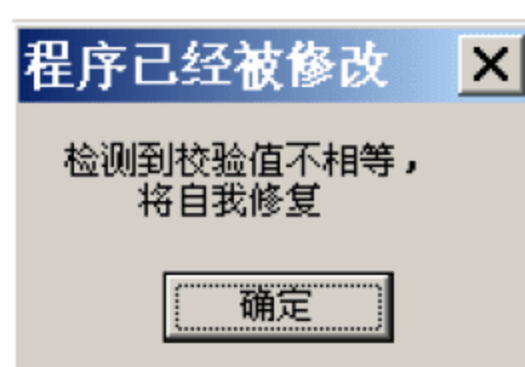 程序已经被修改
检测到校验值不相等，
将自我修复
确定